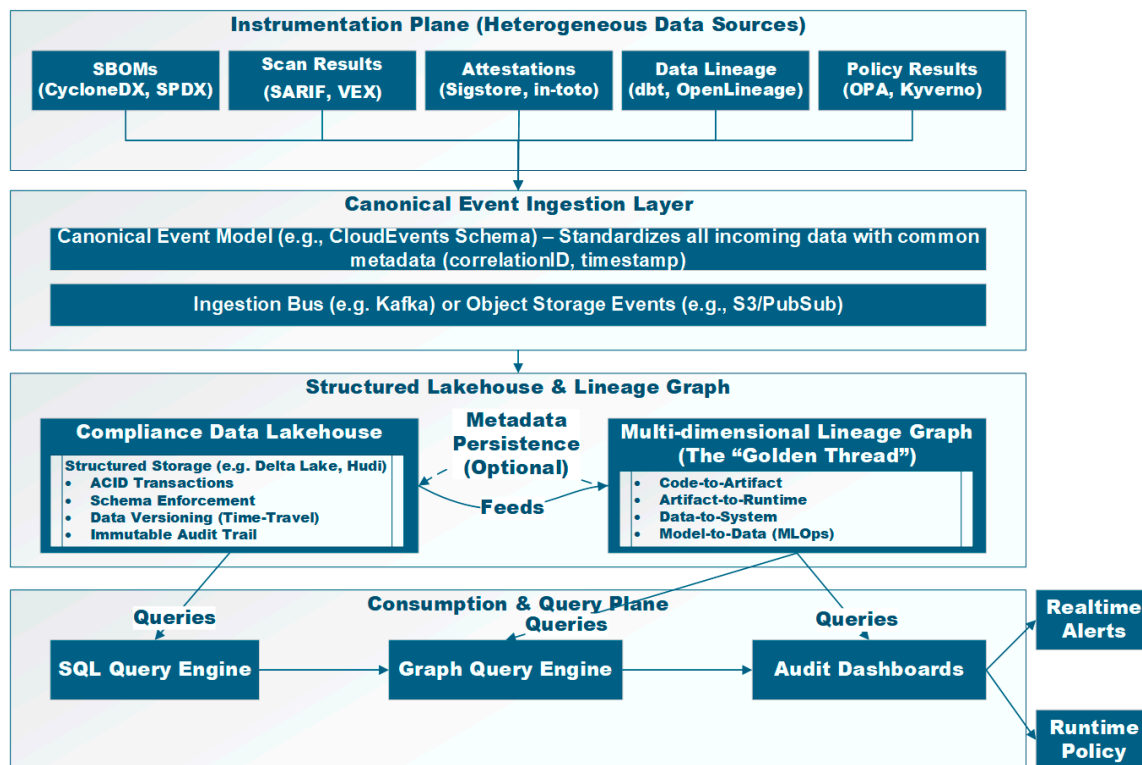 Instrumentation Plane (Heterogeneous Data Sources)
SBOMs
(CycloneDX, SPDX)
Scan Results
(SARIF, VEX)
Attestations
(Sigstore, in-toto)
Data Lineage
(dbt, OpenLineage)
Policy Results
(OPA, Kyverno)
Canonical Event Ingestion Layer
Canonical Event Model (e.g., CloudEvents Schema) – Standardizes all incoming data with common
metadata (correlationID, timestamp)
Ingestion Bus (e.g. Kafka) or Object Storage Events (e.g., S3/PubSub)
Structured Lakehouse & Lineage Graph
Compliance Data Lakehouse
Structured Storage (e.g. Delta Lake, Hudi)
• ACID Transactions
• Schema Enforcement
• Data Versioning (Time-Travel)
• Immutable Audit Trail
Metadata
Persistence
(Optional)
Feeds
Multi-dimensional Lineage Graph
(The “Golden Thread”)
• Code-to-Artifact
• Artifact-to-Runtime
• Data-to-System
• Model-to-Data (MLOps)
Consumption & Query Plane
Queries
Queries
Queries
SQL Query Engine
Graph Query Engine
Audit Dashboards
Realtime
Alerts
Runtime
Policy